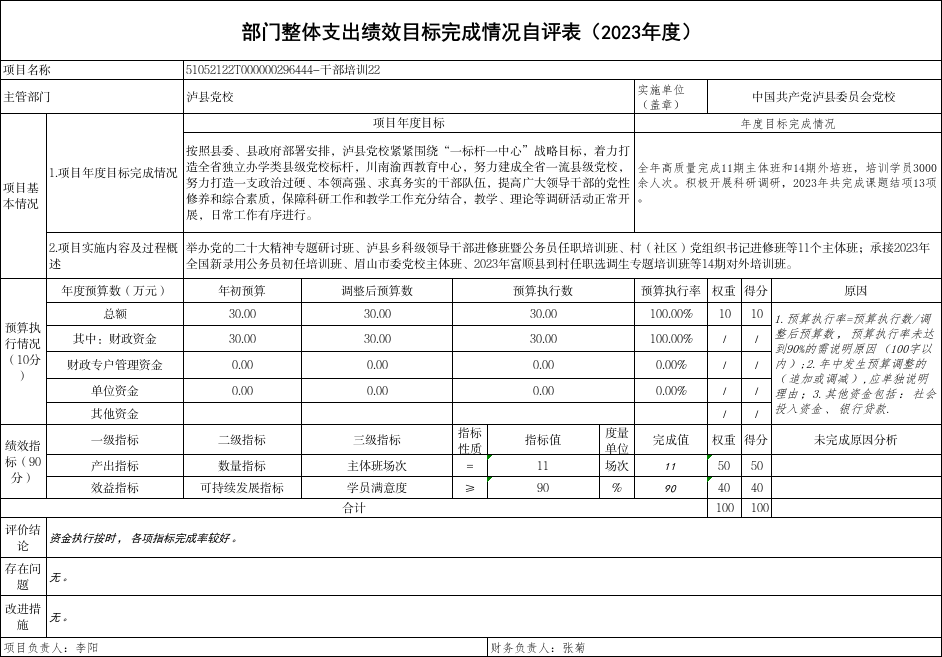 部门整体支出绩效目标完成情况自评表（2023年度）
项目名称 51052122T000000296444-干部培训22
主管部门 泸县党校 实施单位（盖章） 中国共产党泸县委员会党校
项目基本情况
1.项目年度目标完成情况
项目年度目标 年度目标完成情况
按照县委、县政府部署安排，泸县党校紧紧围绕“一标杆一中心”战略目标，着力打
造全省独立办学类县级党校标杆，川南渝西教育中心，努力建成全省一流县级党校，
努力打造一支政治过硬、本领高强、求真务实的干部队伍，提高广大领导干部的党性
修养和综合素质，保障科研工作和教学工作充分结合，教学、理论等调研活动正常开
展，日常工作有序进行。
全年高质量完成11期主体班和14期外培班，培训学员3000
余人次。积极开展科研调研，2023年共完成课题结项13项
。
2.项目实施内容及过程概述
举办党的二十大精神专题研讨班、泸县乡科级领导干部进修班暨公务员任职培训班、村（社区）党组织书记进修班等11个主体班；承接2023年
全国新录用公务员初任培训班、眉山市委党校主体班、2023年富顺县到村任职选调生专题培训班等14期对外培训班。
预算执行情况（10分）
年度预算数（万元） 年初预算 调整后预算数 预算执行数 预算执行率 权重 得分 原因
总额 30.00 30.00 30.00 100.00% 10 10
其中：财政资金 30.00 30.00 30.00 100.00% / /
财政专户管理资金 0.00 0.00 0.00 0.00% / /
单位资金 0.00 0.00 0.00 0.00% / /
其他资金 / /
1.预算执行率=预算执行数/调
整后预算数，预算执行率未达
到90%的需说明原因（100字以
内）；2.年中发生预算调整的
（追加或调减），应单独说明
理由；3.其他资金包括：社会
投入资金、银行贷款.
绩效指标（90分）
一级指标 二级指标 三级指标 指标性质 指标值 度量单位 完成值 权重 得分 未完成原因分析
产出指标 数量指标 主体班场次 ＝ 11 场次 11 50 50
效益指标 可持续发展指标 学员满意度 ≥ 90 % 90 40 40
合计 100 100
评价结论 资金执行按时，各项指标完成率较好。
存在问题 无。
改进措施 无。
项目负责人：李阳 财务负责人：张菊